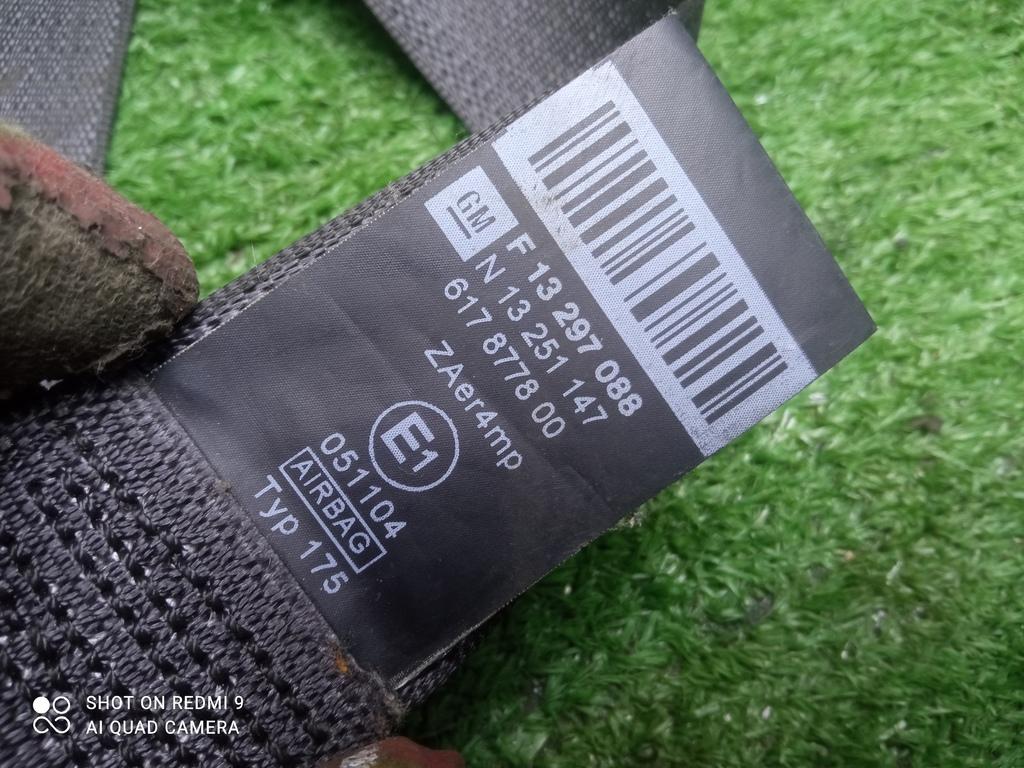 GM
F 13 297 088
N 13 251 147
617 8778 00
ZAer4mp
E1
051104
AIRBAG
Typ 175
SHOT ON REDMI 9
AI QUAD CAMERA